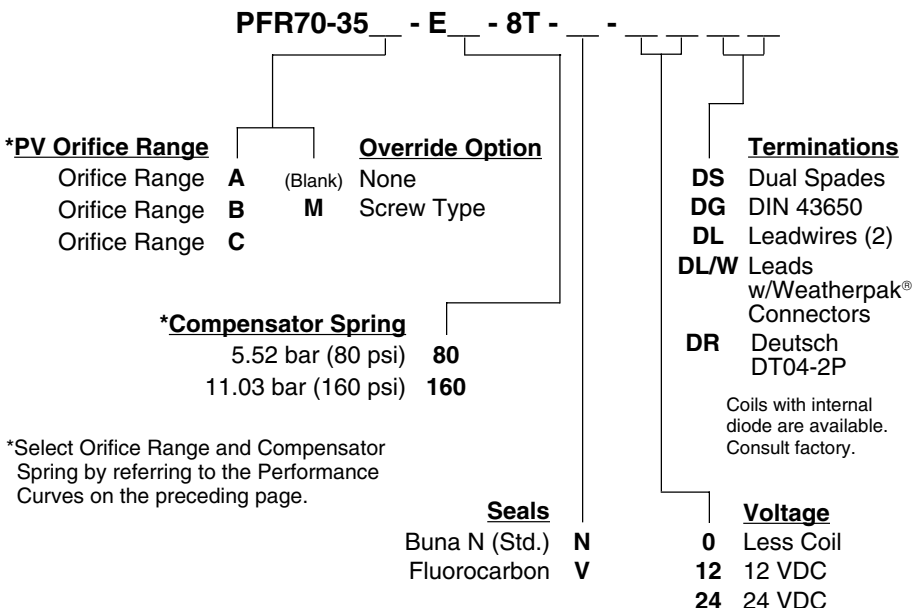 PFR70-35__ - E__ - 8T - __ - __ __ __ __
*PV Orifice Range
Orifice Range A
Orifice Range B
Orifice Range C
Override Option
(Blank) None
M Screw Type
*Compensator Spring
5.52 bar (80 psi) 80
11.03 bar (160 psi) 160
*Select Orifice Range and Compensator
Spring by referring to the Performance
Curves on the preceding page.
Seals
Buna N (Std.) N
Fluorocarbon V
Terminations
DS Dual Spades
DG DIN 43650
DL Leadwires (2)
DL/W Leads
w/Weatherpak®
Connectors
DR Deutsch
DT04-2P
Coils with internal
diode are available.
Consult factory.
Voltage
0 Less Coil
12 12 VDC
24 24 VDC